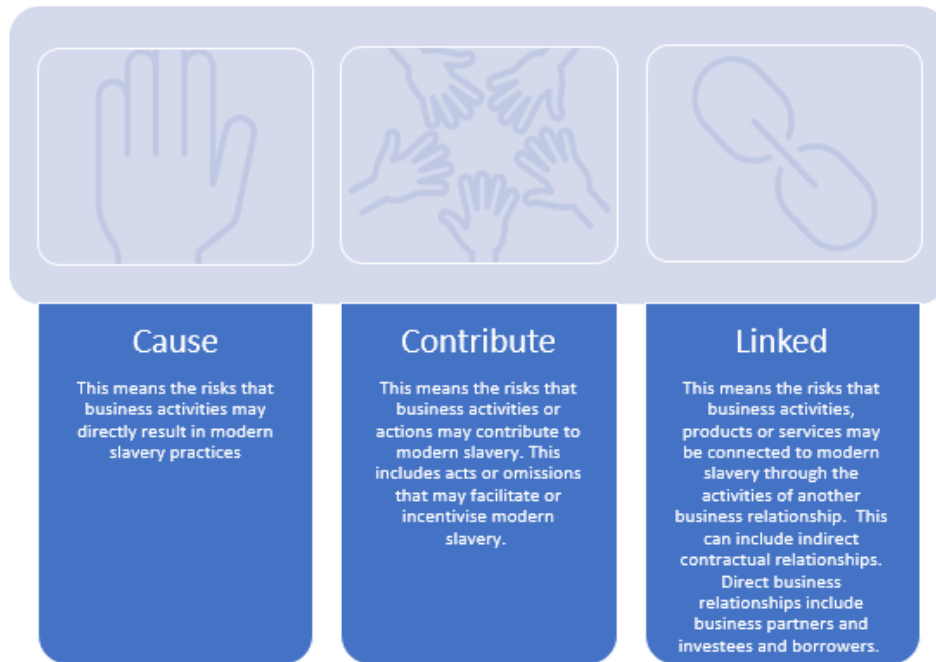 Cause
This means the risks that
business activities may
directly result in modern
slavery practices
Contribute
This means the risks that
business activities or
actions may contribute to
modern slavery. This
includes acts or omissions
that may facilitate or
incentivise modern
slavery.
Linked
This means the risks that
business activities,
products or services may
be connected to modern
slavery through the
activities of another
business relationship.  This
can include indirect
contractual relationships.
Direct business
relationships include
business partners and
investees and borrowers.